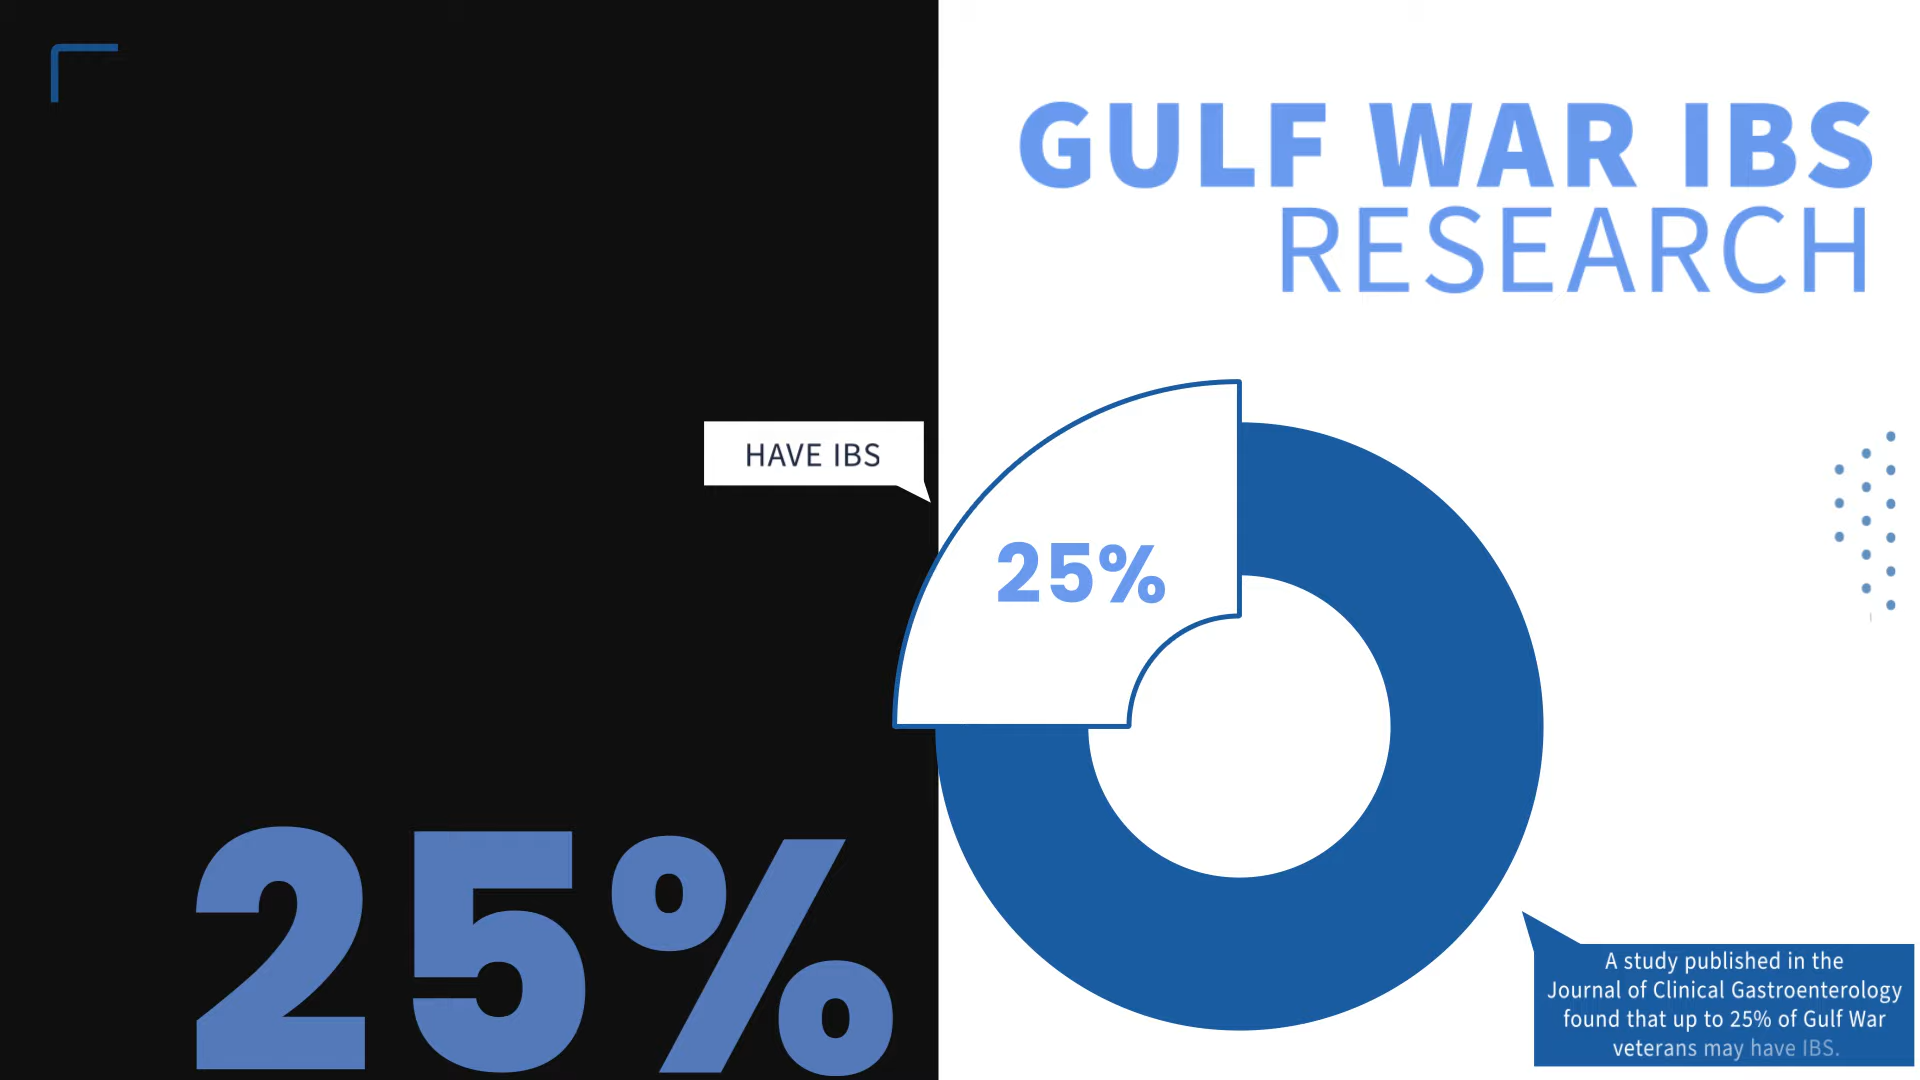 GULF WAR IBS
RESEARCH
HAVE IBS
25%
25%
A study published in the
Journal of Clinical Gastroenterology
found that up to 25% of Gulf War
veterans may have IBS.